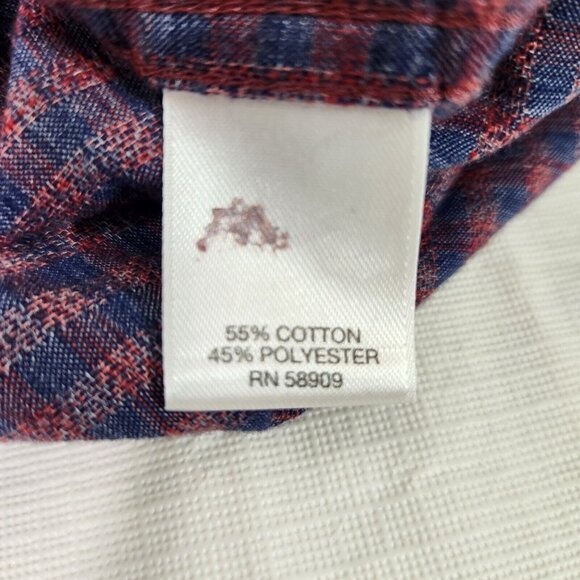 55% COTTON
45% POLYESTER
RN 58909